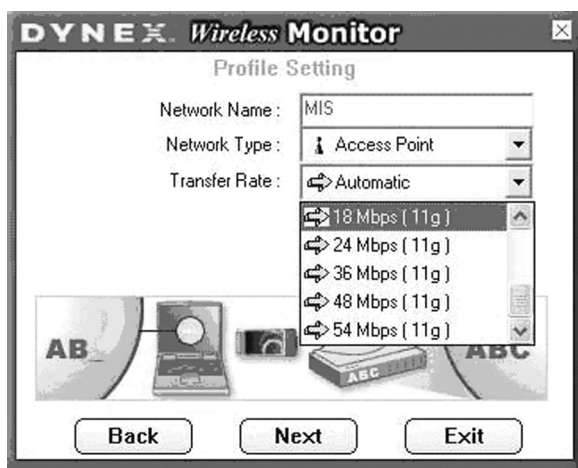 DYNEX Wireless Monitor
Profile Setting
Network Name : MIS
Network Type : Access Point
Transfer Rate : Automatic
18 Mbps ( 11g )
24 Mbps ( 11g )
36 Mbps ( 11g )
48 Mbps ( 11g )
54 Mbps ( 11g )
AB_ ABC ABC
Back Next Exit